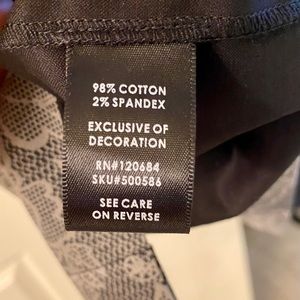 98% COTTON
2% SPANDEX
EXCLUSIVE OF
DECORATION
RN#120684
SKU#500586
SEE CARE
ON REVERSE